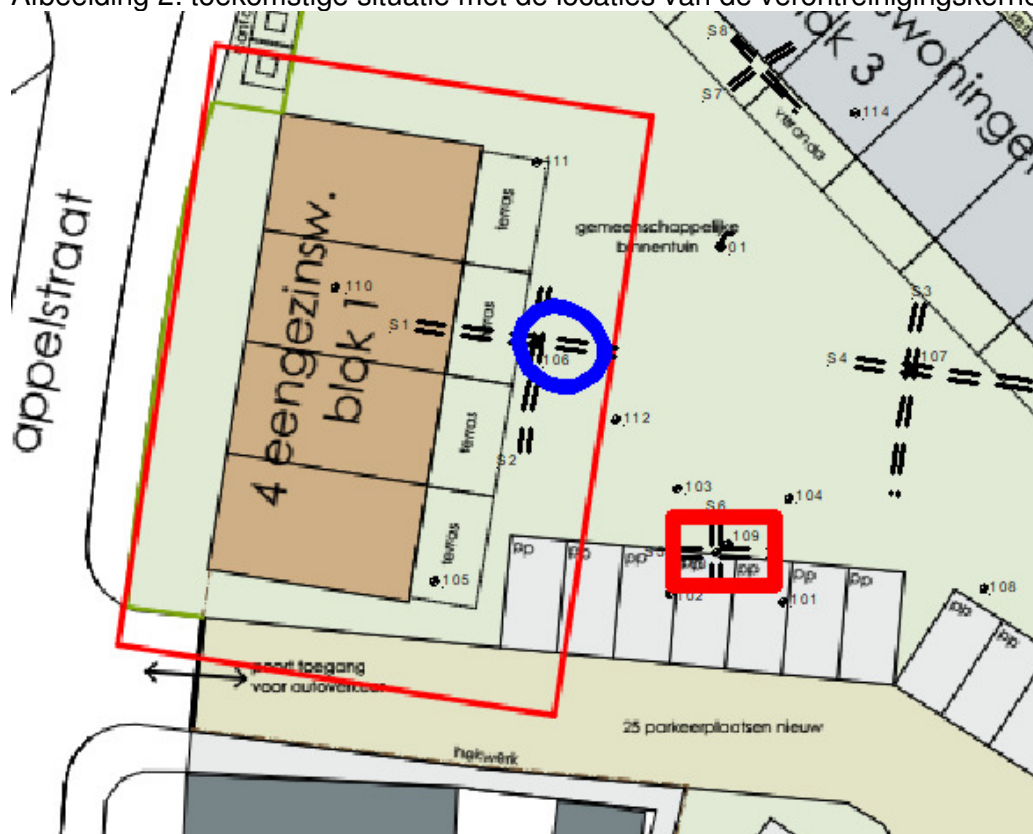 Afbeelding 2: toekomstige situatie met de locaties van de verontreinigingskerne
appelstraat
4 eengezinsw.
blok 1
terras
terras
terras
terras
111
110
S1
106
S2
105
112
gemeenschappelijke
binnentuin
01
S8
S7
veranda
blok 3
114
S3
S4
107
103
S6
104
109
S5
102
101
108
pp
pp
pp
pp
pp
pp
pp
pp
pp
poort toegang
voor autoverkeer
25 parkeerplaatsen nieuw
hekwerk